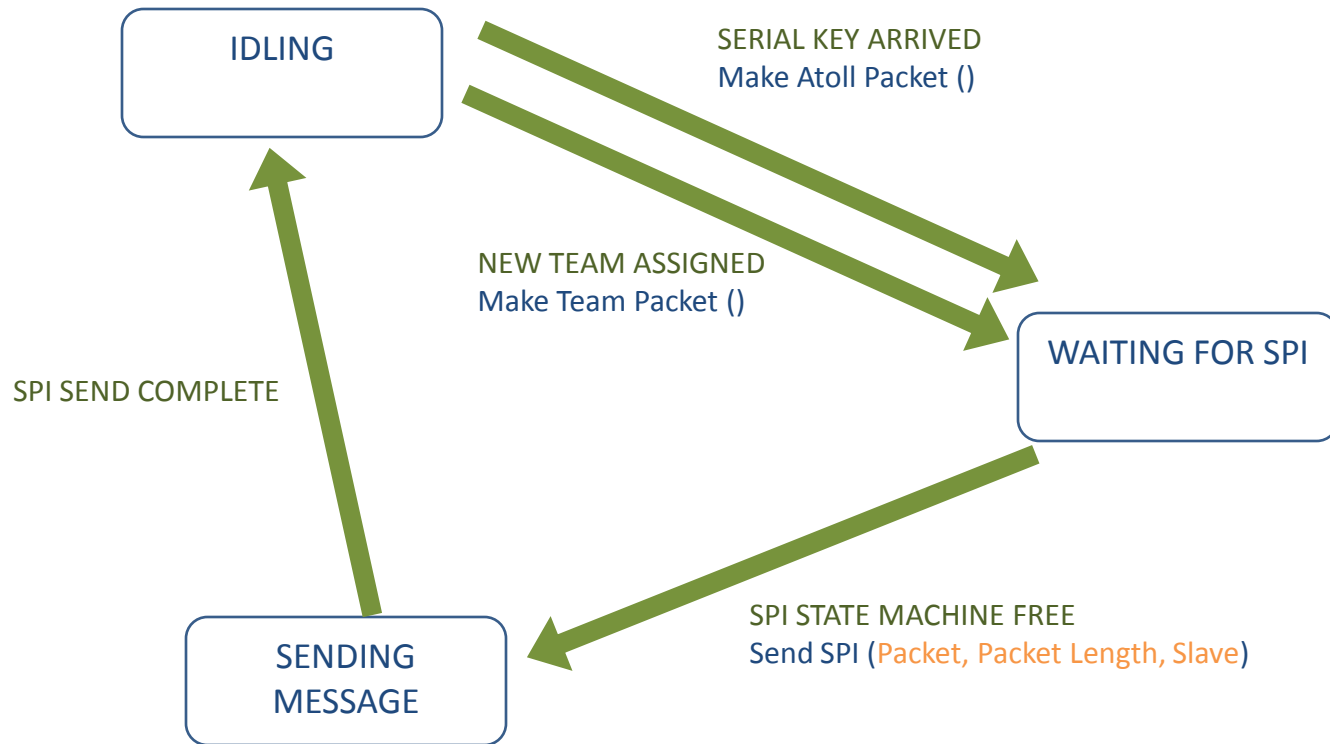 IDLING
SERIAL KEY ARRIVED
Make Atoll Packet ()
NEW TEAM ASSIGNED
Make Team Packet ()
WAITING FOR SPI
SPI SEND COMPLETE
SPI STATE MACHINE FREE
Send SPI (Packet, Packet Length, Slave)
SENDING
MESSAGE